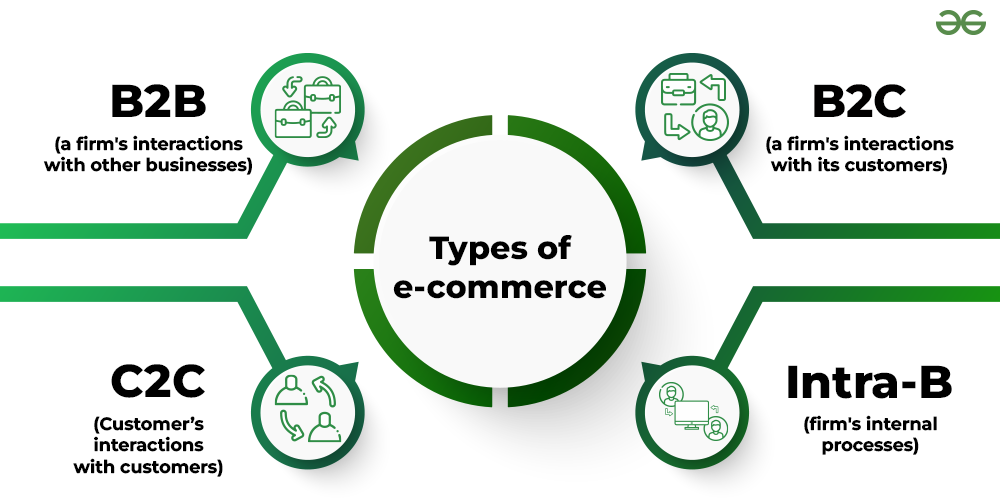 B2B
(a firm's interactions
with other businesses)
B2C
(a firm's interactions
with its customers)
Types of
e-commerce
C2C
(Customer’s
interactions
with customers)
Intra-B
(firm's internal
processes)